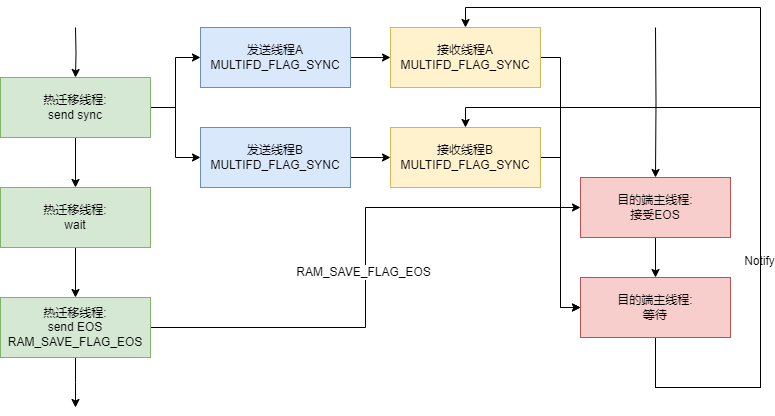 发送线程A
MULTIFD_FLAG_SYNC
接收线程A
MULTIFD_FLAG_SYNC
热迁移线程:
send sync
发送线程B
MULTIFD_FLAG_SYNC
接收线程B
MULTIFD_FLAG_SYNC
热迁移线程:
wait
目的端主线程:
接受EOS
RAM_SAVE_FLAG_EOS
Notify
热迁移线程:
send EOS
RAM_SAVE_FLAG_EOS
目的端主线程:
等待